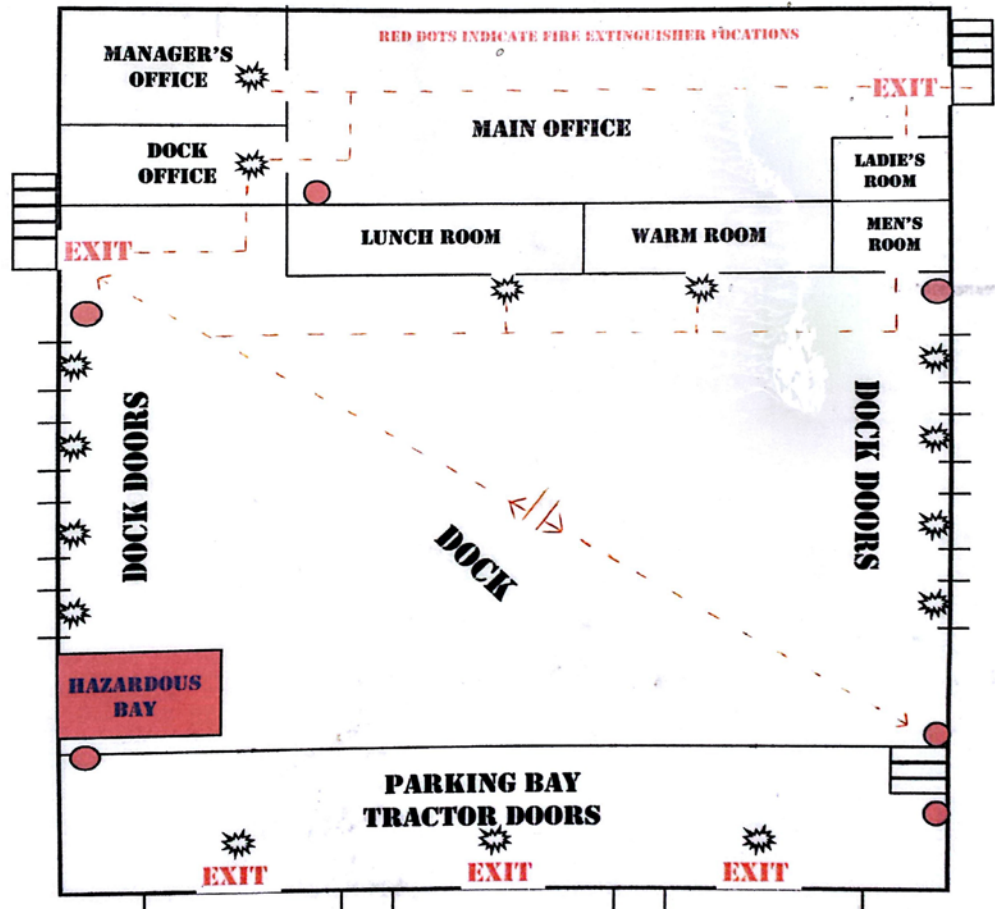 RED DOTS INDICATE FIRE EXTINGUISHER LOCATIONS
MANAGER'S
OFFICE
EXIT
MAIN OFFICE
DOCK
OFFICE
LADIE'S
ROOM
LUNCH ROOM
WARM ROOM
MEN'S
ROOM
EXIT
DOCK DOORS
DOCK DOORS
DOCK
HAZARDOUS
BAY
PARKING BAY
TRACTOR DOORS
EXIT
EXIT
EXIT